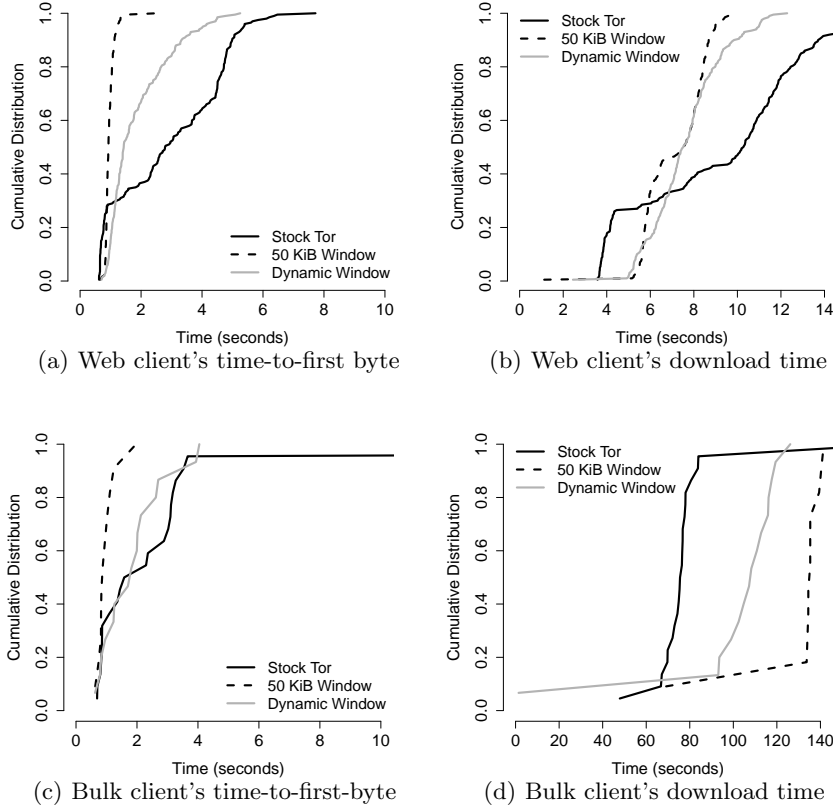 Cumulative Distribution
0.0 0.2 0.4 0.6 0.8 1.0
Stock Tor
50 KiB Window
Dynamic Window
0 2 4 6 8 10
Time (seconds)
(a) Web client's time-to-first byte
Cumulative Distribution
0.0 0.2 0.4 0.6 0.8 1.0
Stock Tor
50 KiB Window
Dynamic Window
0 2 4 6 8 10 12 14
Time (seconds)
(b) Web client's download time
Cumulative Distribution
0.0 0.2 0.4 0.6 0.8 1.0
Stock Tor
50 KiB Window
Dynamic Window
0 2 4 6 8 10
Time (seconds)
(c) Bulk client's time-to-first-byte
Cumulative Distribution
0.0 0.2 0.4 0.6 0.8 1.0
Stock Tor
50 KiB Window
Dynamic Window
0 20 40 60 80 100 120 140
Time (seconds)
(d) Bulk client's download time